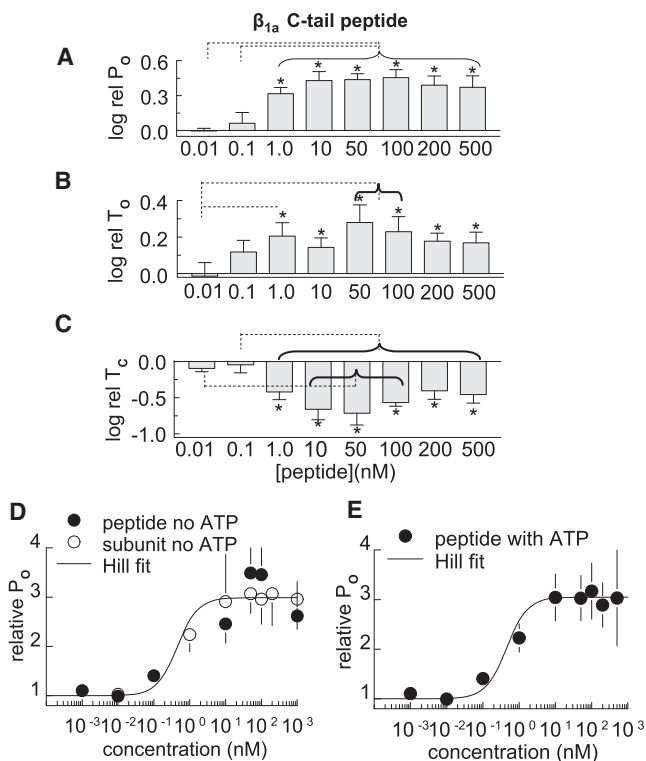 β1a C-tail peptide
A
log rel Po
0.6
0.3
0.0
* * * * * *
0.01 0.1 1.0 10 50 100 200 500
B
log rel To
0.4
0.2
0.0
* * * * * *
0.01 0.1 1.0 10 50 100 200 500
C
log rel Tc
0.0
-0.5
-1.0
* * * * * *
0.01 0.1 1.0 10 50 100 200 500
[peptide](nM)
D
peptide no ATP
subunit no ATP
Hill fit
relative Po
4
3
2
1
10-3 10-2 10-1 100 101 102 103
concentration (nM)
E
peptide with ATP
Hill fit
relative Po
4
3
2
1
10-3 10-2 10-1 100 101 102 103
concentration (nM)